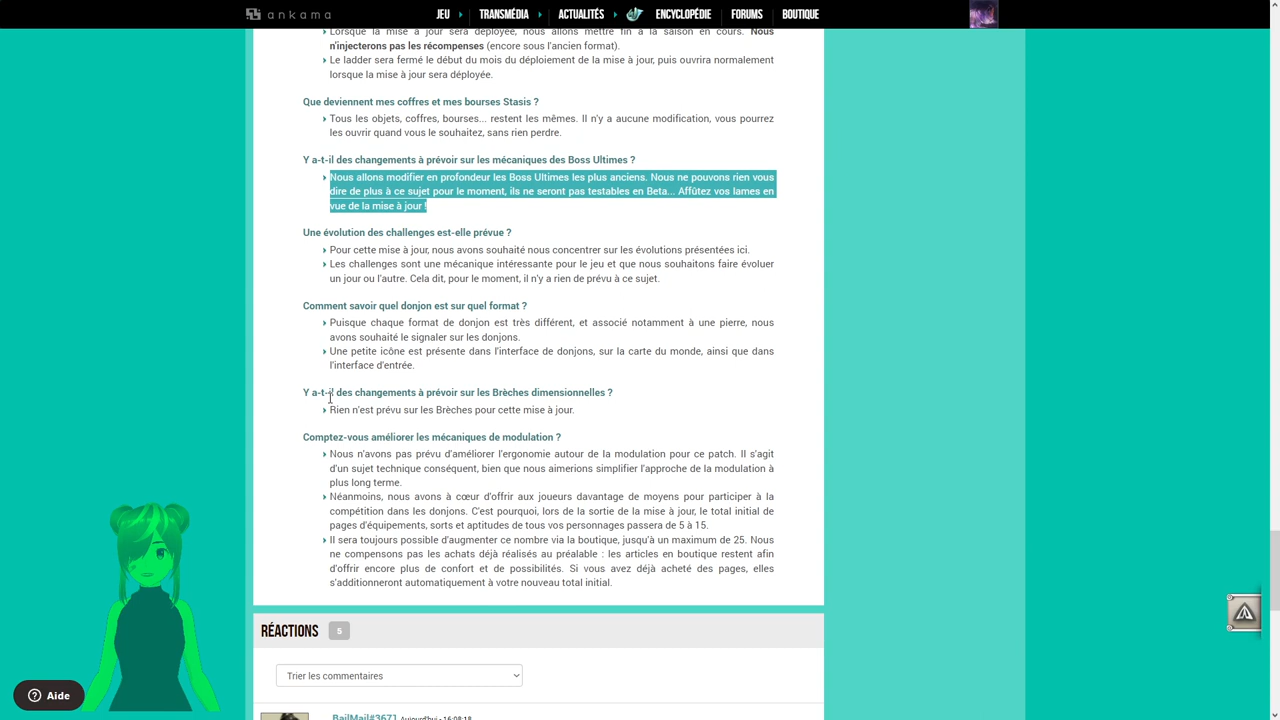 ankama
JEU
TRANSMÉDIA
ACTUALITÉS
ENCYCLOPÉDIE
FORUMS
BOUTIQUE
Lorsque la mise à jour sera déployée, nous allons mettre fin à la saison en cours. Nous
n'injecterons pas les récompenses (encore sous l'ancien format).
Le ladder sera fermé le début du mois du déploiement de la mise à jour, puis ouvrira normalement
lorsque la mise à jour sera déployée.
Que deviennent mes coffres et mes bourses Stasis ?
Tous les objets, coffres, bourses... restent les mêmes. Il n'y a aucune modification, vous pourrez
les ouvrir quand vous le souhaitez, sans rien perdre.
Y a-t-il des changements à prévoir sur les mécaniques des Boss Ultimes ?
Nous allons modifier en profondeur les Boss Ultimes les plus anciens. Nous ne pouvons rien vous
dire de plus à ce sujet pour le moment, ils ne seront pas testables en Beta... Affûtez vos lames en
vue de la mise à jour !
Une évolution des challenges est-elle prévue ?
Pour cette mise à jour, nous avons souhaité nous concentrer sur les évolutions présentées ici.
Les challenges sont une mécanique intéressante pour le jeu et que nous souhaitons faire évoluer
un jour ou l'autre. Cela dit, pour le moment, il n'y a rien de prévu à ce sujet.
Comment savoir quel donjon est sur quel format ?
Puisque chaque format de donjon est très différent, et associé notamment à une pierre, nous
avons souhaité le signaler sur les donjons.
Une petite icône est présente dans l'interface de donjons, sur la carte du monde, ainsi que dans
l'interface d'entrée.
Y a-t-il des changements à prévoir sur les Brèches dimensionnelles ?
Rien n'est prévu sur les Brèches pour cette mise à jour.
Comptez-vous améliorer les mécaniques de modulation ?
Nous n'avons pas prévu d'améliorer l'ergonomie autour de la modulation pour ce patch. Il s'agit
d'un sujet technique conséquent, bien que nous aimerions simplifier l'approche de la modulation à
plus long terme.
Néanmoins, nous avons à cœur d'offrir aux joueurs davantage de moyens pour participer à la
compétition dans les donjons. C'est pourquoi, lors de la sortie de la mise à jour, le total initial de
pages d'équipements, sorts et aptitudes de tous vos personnages passera de 5 à 15.
Il sera toujours possible d'augmenter ce nombre via la boutique, jusqu'à un maximum de 25. Nous
ne compensons pas les achats déjà réalisés au préalable : les articles en boutique restent afin
d'offrir encore plus de confort et de possibilités. Si vous avez déjà acheté des pages, elles
s'additionneront automatiquement à votre nouveau total initial.
RÉACTIONS 5
Trier les commentaires
Aide
BailMail#3671 Aujourd'hui - 16:08:18